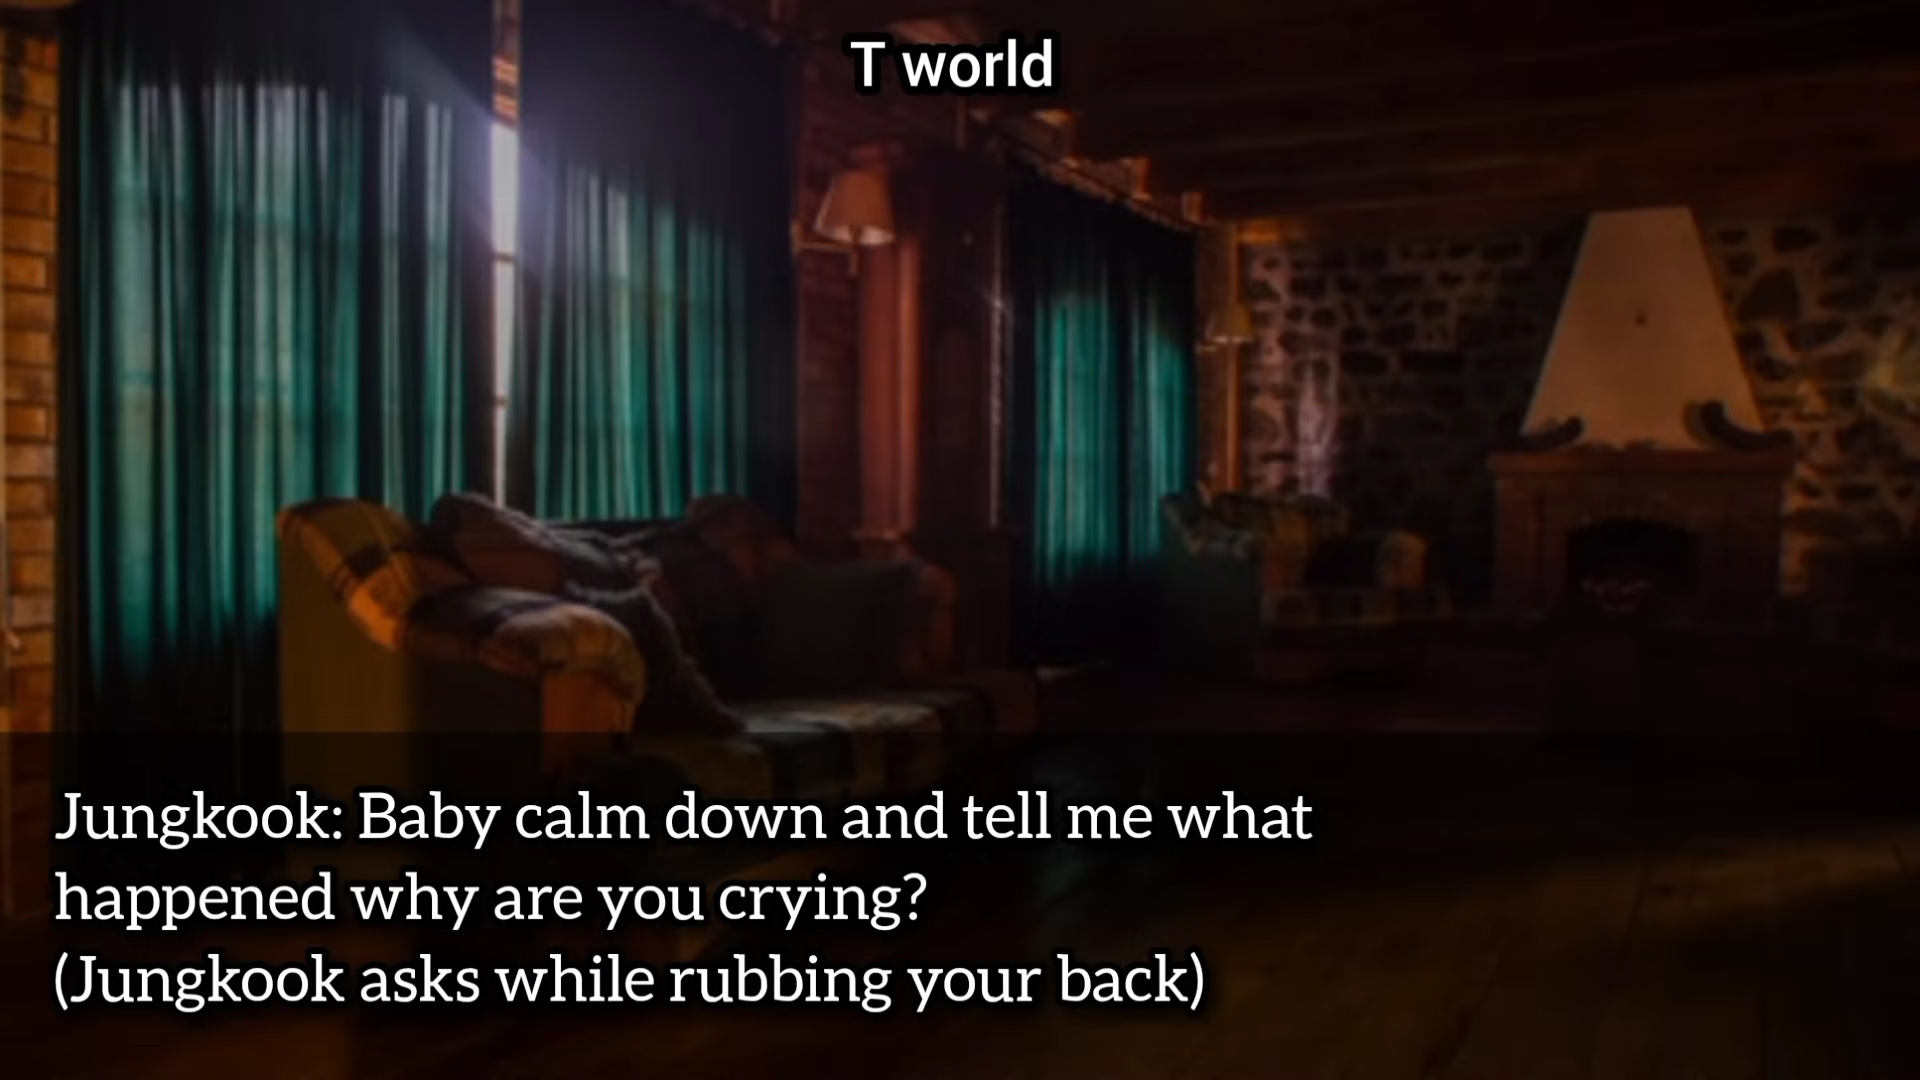 T world
Jungkook: Baby calm down and tell me what
happened why are you crying?
(Jungkook asks while rubbing your back)